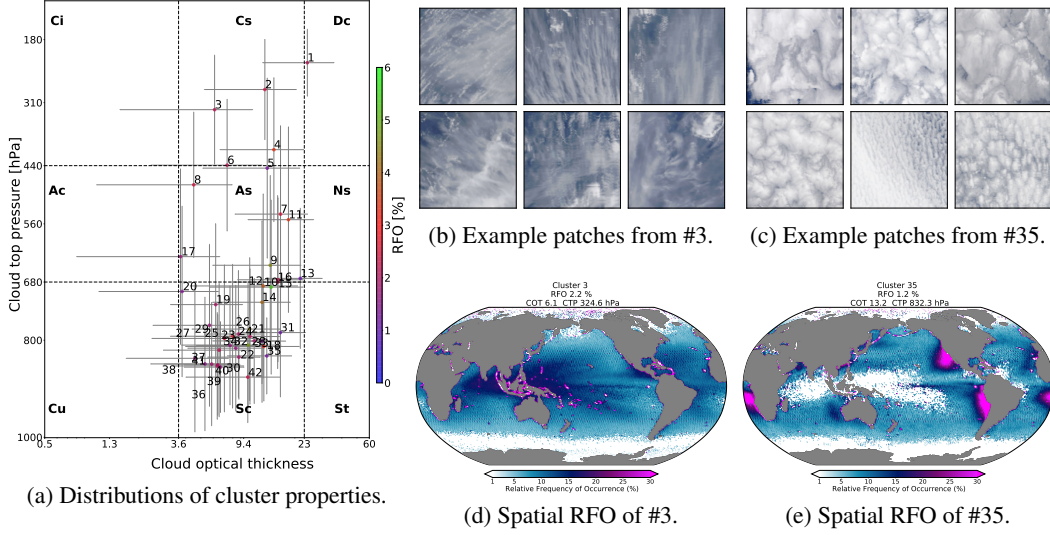 Ci
Cs
Dc
Ac
As
Ns
Cu
Sc
St
180
310
440
560
680
800
1000
0.5
1.3
3.6
9.4
23
60
Cloud top pressure [hPa]
Cloud optical thickness
1
2
3
4
5
6
7
8
9
10
11
12
13
14
15
16
17
18
19
20
21
22
23
24
25
26
27
29
30
31
32
34
35
36
37
38
39
40
41
42
6
5
4
3
2
1
0
RFO [%]
(a) Distributions of cluster properties.
(b) Example patches from #3.
(c) Example patches from #35.
Cluster 3
RFO 2.2 %
COT 6.1 CTP 324.6 hPa
1 5 10 15 20 25 30
Relative Frequency of Occurrence (%)
(d) Spatial RFO of #3.
Cluster 35
RFO 1.2 %
COT 13.2 CTP 832.3 hPa
1 5 10 15 20 25 30
Relative Frequency of Occurrence (%)
(e) Spatial RFO of #35.